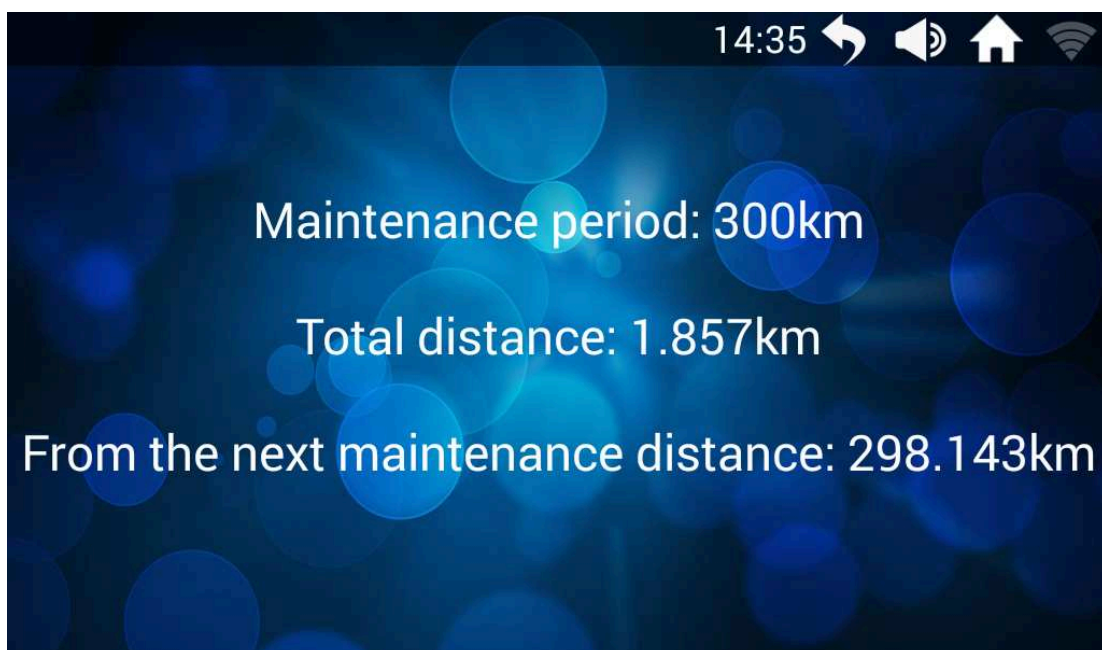 14:35
Maintenance period: 300km
Total distance: 1.857km
From the next maintenance distance: 298.143km